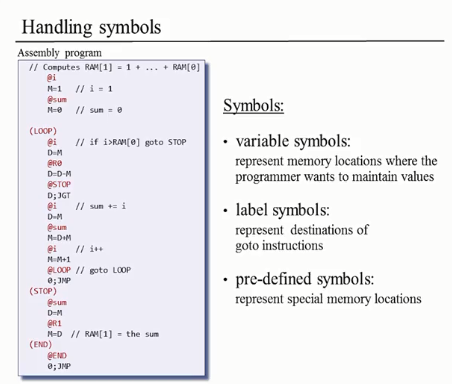 Handling symbols
Assembly program
// Computes RAM[1] = 1 + ... + RAM[0]
@i
M=1 // i = 1
@sum
M=0 // sum = 0
(LOOP)
@i // if i>RAM[0] goto STOP
D=M
@R0
D=D-M
@STOP
D;JGT
@i // sum += i
D=M
@sum
M=D+M
@i // i++
M=M+1
@LOOP // goto LOOP
0;JMP
(STOP)
@sum
D=M
@R1
M=D // RAM[1] = the sum
(END)
@END
0;JMP
Symbols:
• variable symbols:
represent memory locations where the
programmer wants to maintain values
• label symbols:
represent destinations of
goto instructions
• pre-defined symbols:
represent special memory locations